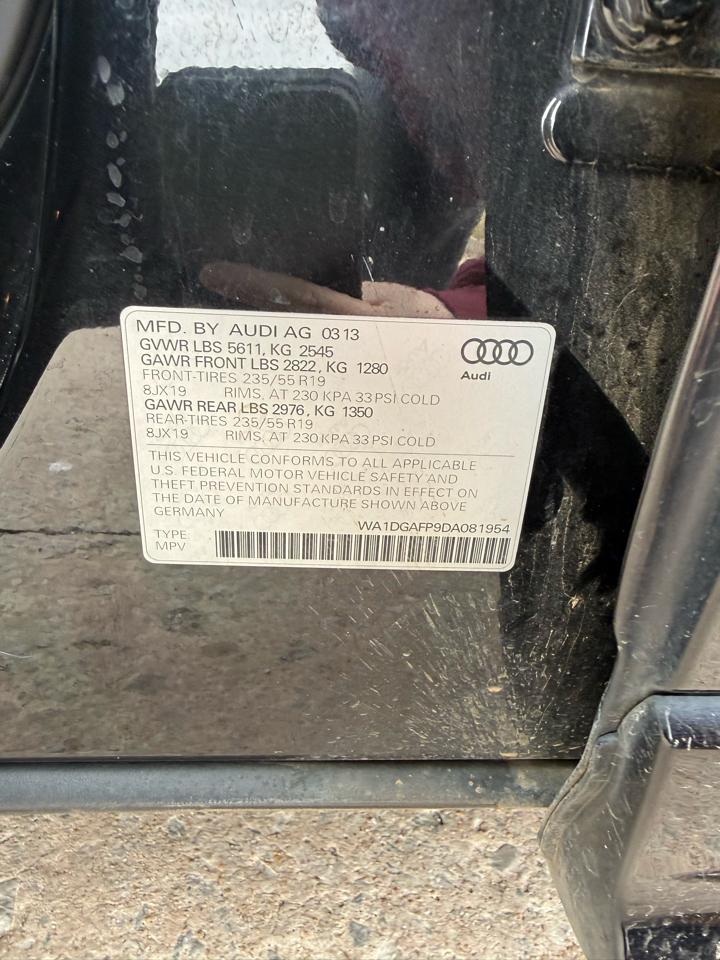 MFD. BY AUDI AG 0313
GVWR LBS 5611, KG 2545
GAWR FRONT LBS 2822, KG 1280
FRONT-TIRES 235/55 R19
8JX19 RIMS, AT 230 KPA 33 PSI COLD
GAWR REAR LBS 2976, KG 1350
REAR-TIRES 235/55 R19
8JX19 RIMS, AT 230 KPA 33 PSI COLD
Audi
THIS VEHICLE CONFORMS TO ALL APPLICABLE
U.S. FEDERAL MOTOR VEHICLE SAFETY AND
THEFT PREVENTION STANDARDS IN EFFECT ON
THE DATE OF MANUFACTURE SHOWN ABOVE
GERMANY
WA1DGAFP9DA081954
TYPE:
MPV